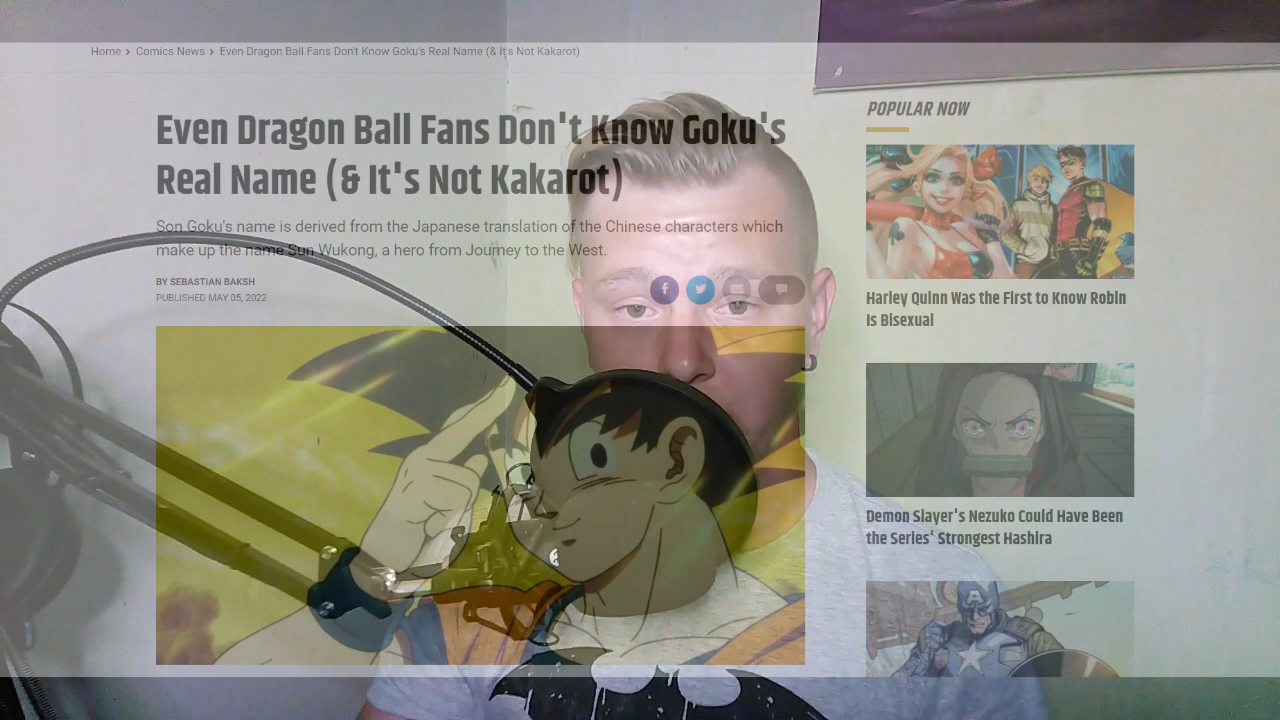 Home > Comics News > Even Dragon Ball Fans Don't Know Goku's Real Name (& It's Not Kakarot)
Even Dragon Ball Fans Don't Know Goku's
Real Name (& It's Not Kakarot)
Son Goku's name is derived from the Japanese translation of the Chinese characters which
make up the name Sun Wukong, a hero from Journey to the West.
BY SEBASTIAN BAKSH
PUBLISHED MAY 05, 2022
POPULAR NOW
Harley Quinn Was the First to Know Robin
Is Bisexual
Demon Slayer's Nezuko Could Have Been
the Series' Strongest Hashira